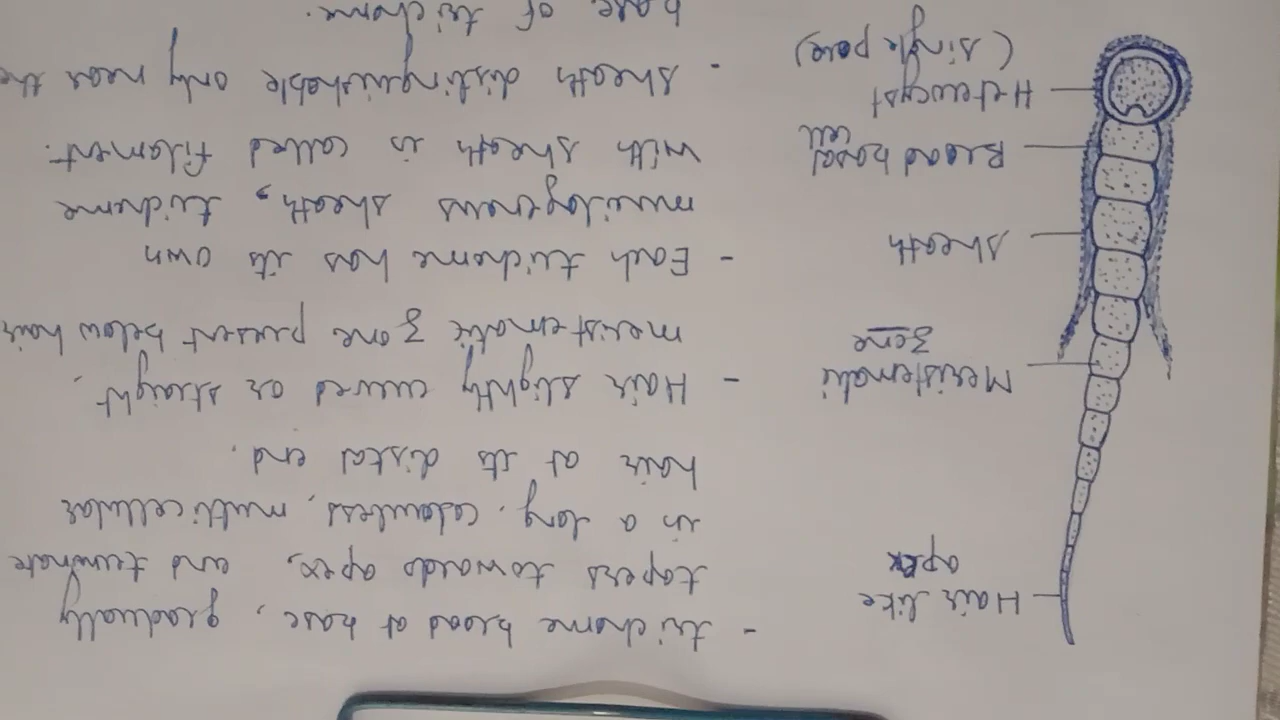 - trichome broad at base, gradually
tapers towards apex, and terminate
in a long, colourless, multicellular
hair at its distal end.
- Hair slightly curved or straight,
meristematic zone present below hair
- Each trichome has its own
mucilagenous sheath, trichome
with sheath is called filament.
- sheath distinguishable only near the
base of trichome.
Hair like
apex
Meristematic
zone
sheath
Broad basal
cell
Heterocyst
(single pore)